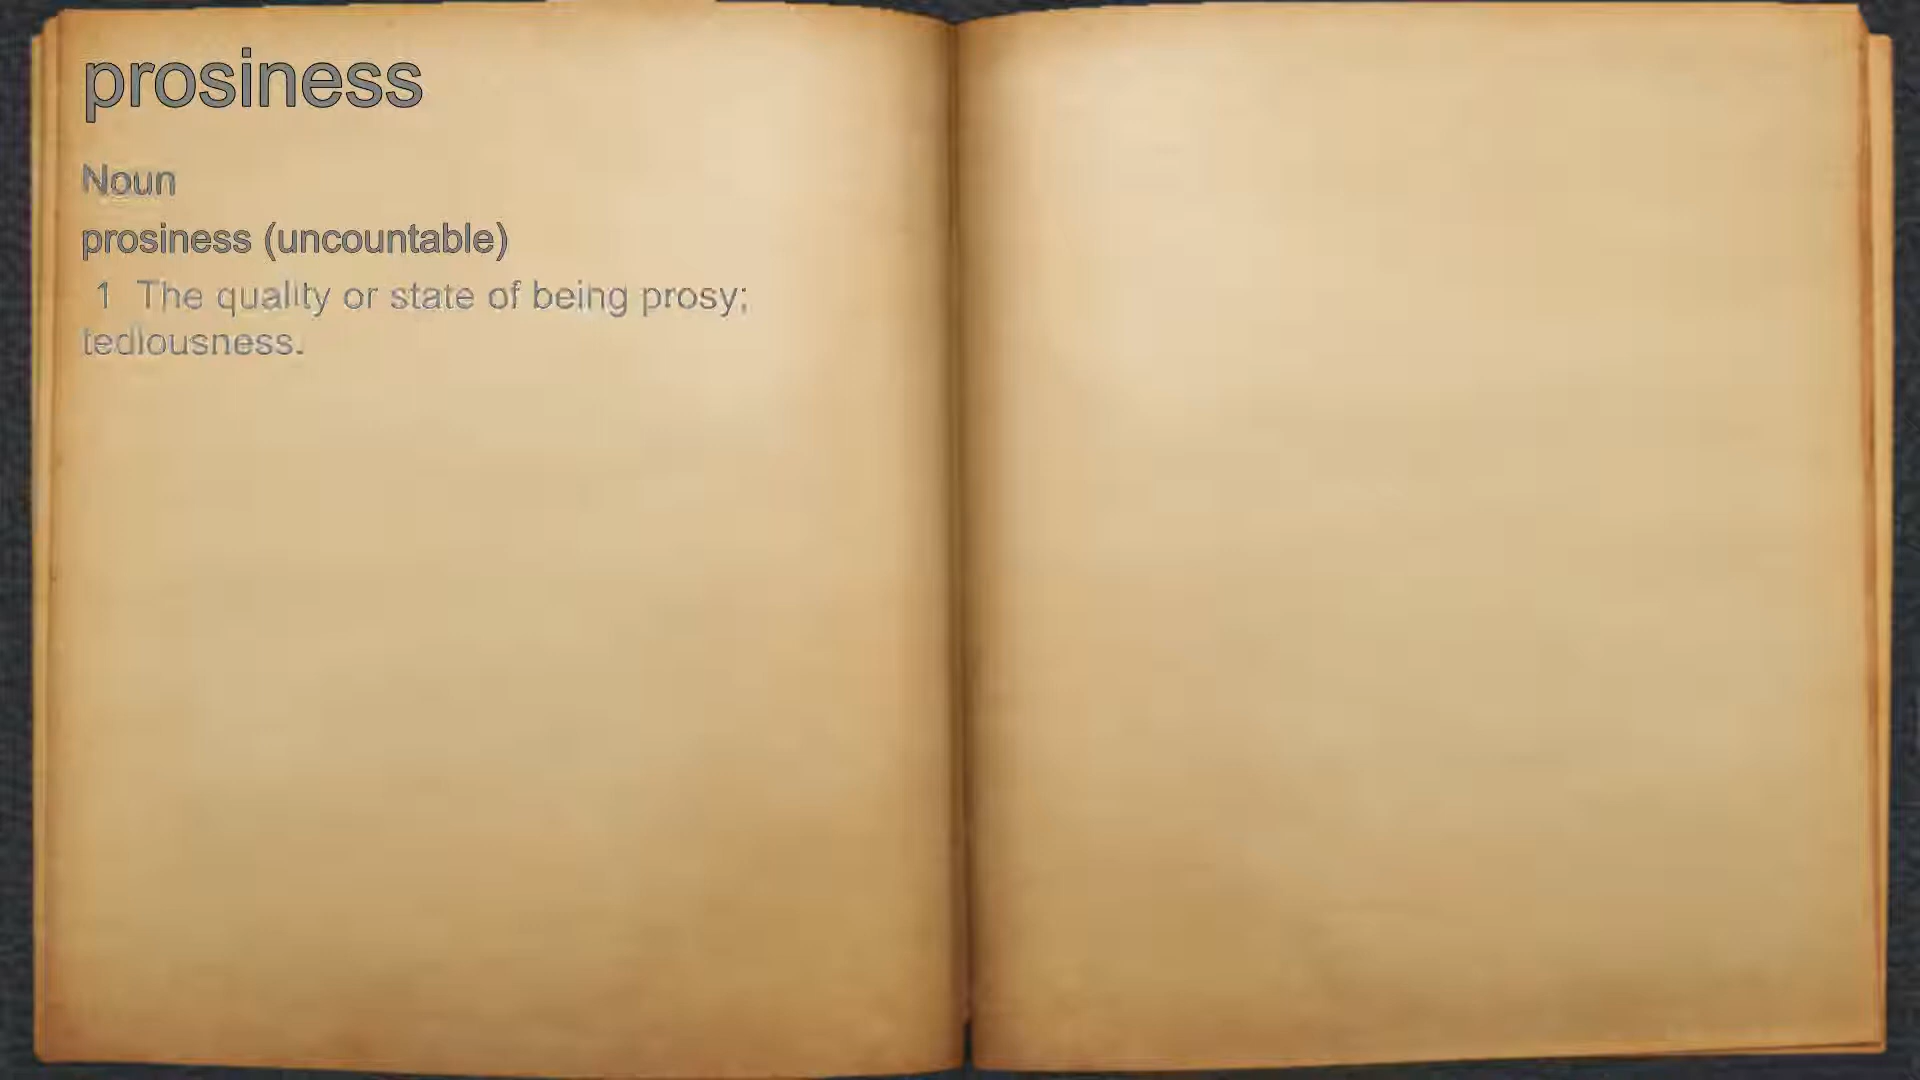 prosiness
Noun
prosiness (uncountable)
1 The quality or state of being prosy;
tediousness.